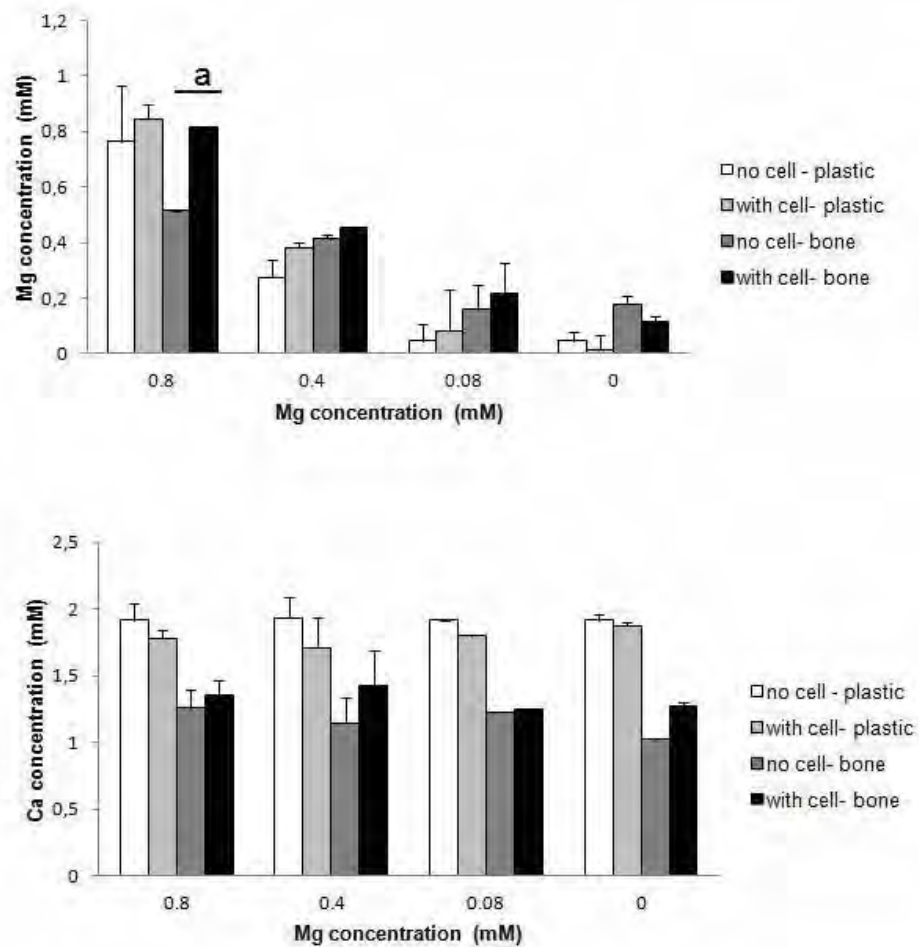 1,2
1
0,8
0,6
0,4
0,2
0
Mg concentration (mM)
a
0.8 0.4 0.08 0
Mg concentration (mM)
no cell - plastic
with cell- plastic
no cell- bone
with cell- bone
2,5
2
1,5
1
0,5
0
Ca concentration (mM)
0.8 0.4 0.08 0
Mg concentration (mM)
no cell - plastic
with cell- plastic
no cell- bone
with cell- bone